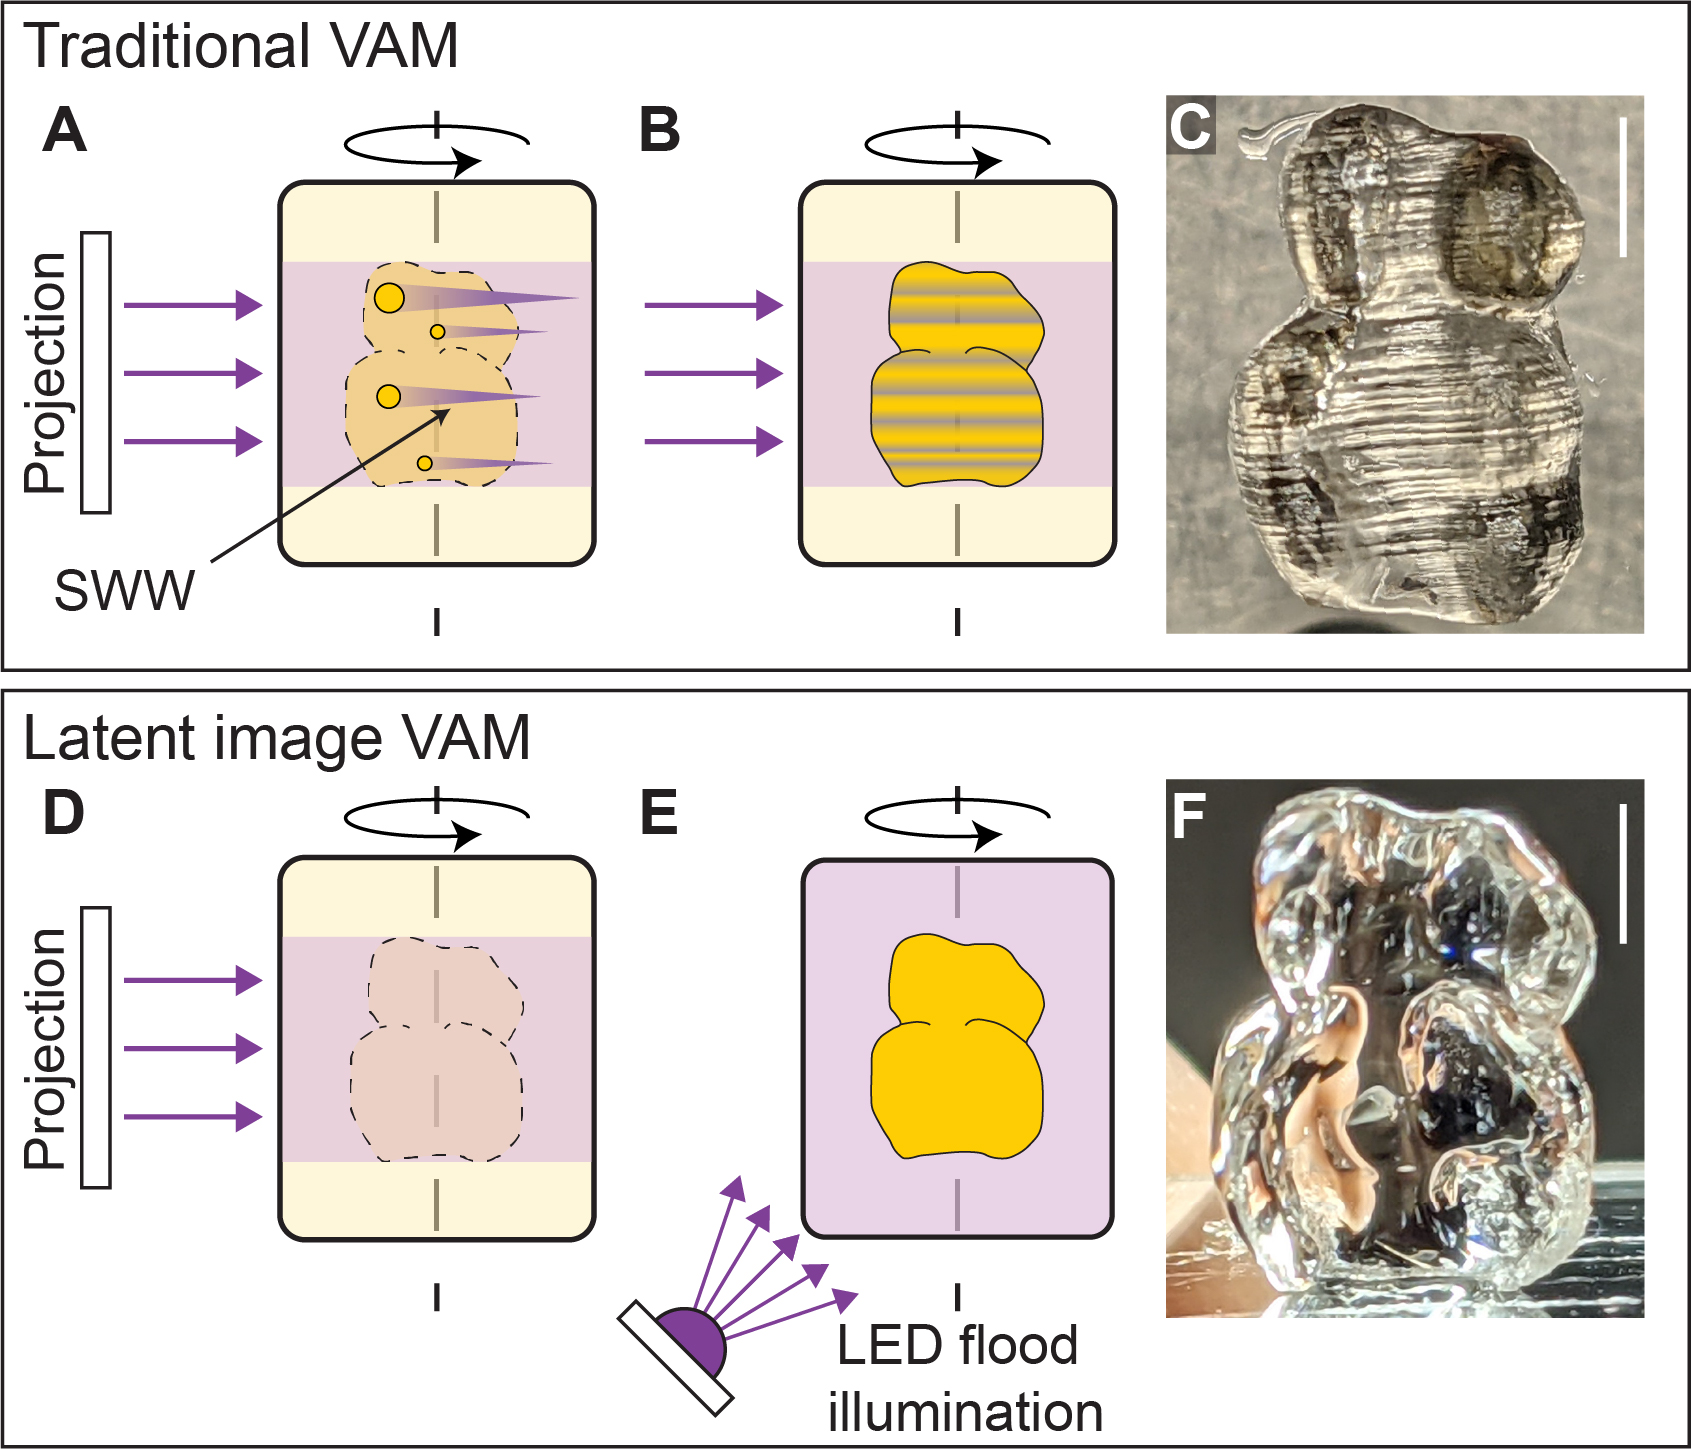 Traditional VAM
A
B
C
Projection
SWW
Latent image VAM
D
E
F
Projection
LED flood
illumination